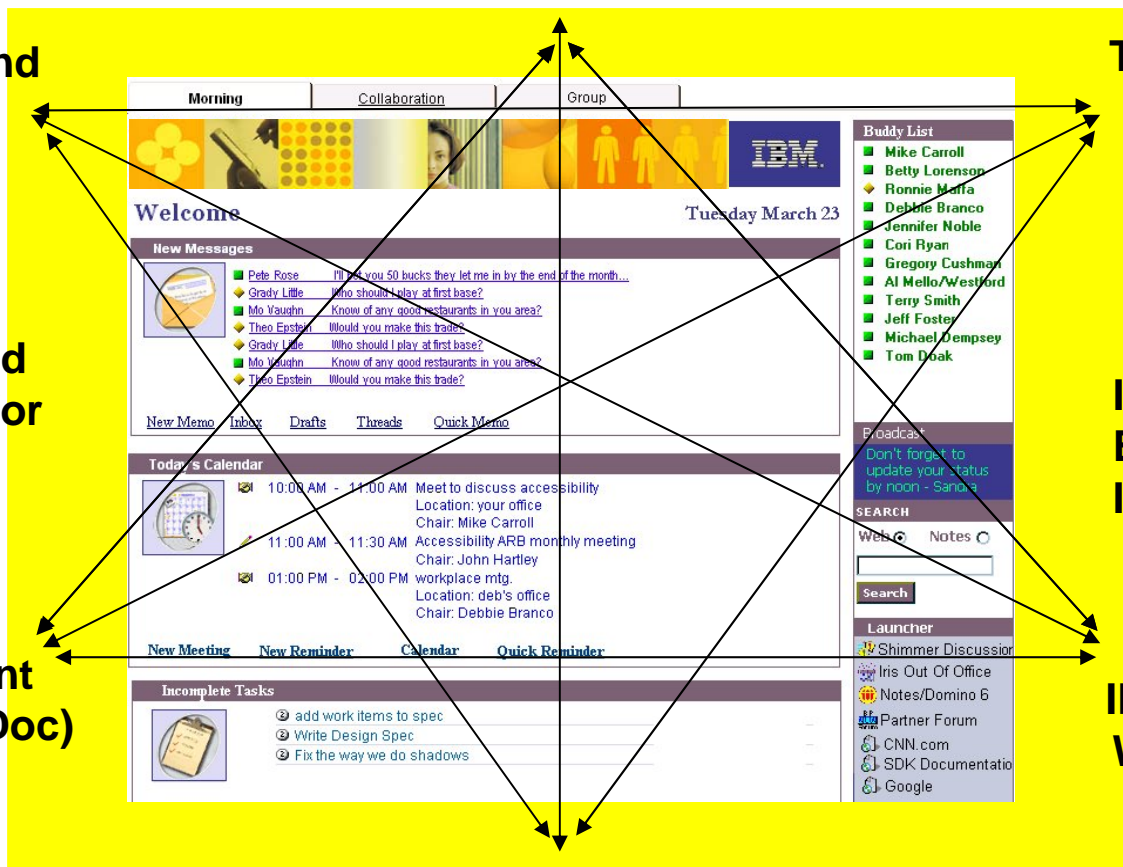 Morning Collaboration Group
IBM
Welcome
Tuesday March 23
New Messages
Pete Rose I'll bet you 50 bucks they let me in by the end of the month...
Grady Little Who should I play at first base?
Mo Vaughn Know of any good restaurants in you area?
Theo Epstein Would you make this trade?
Grady Little Who should I play at first base?
Mo Vaughn Know of any good restaurants in you area?
Theo Epstein Would you make this trade?
New Memo Inbox Drafts Threads Quick Memo
Today's Calendar
10:00 AM - 11:00 AM Meet to discuss accessibility
Location: your office
Chair: Mike Carroll
11:00 AM - 11:30 AM Accessibility ARB monthly meeting
Chair: John Hartley
01:00 PM - 02:00 PM workplace mtg.
Location: deb's office
Chair: Debbie Branco
New Meeting New Reminder Calendar Quick Reminder
Incomplete Tasks
2 add work items to spec
2 Write Design Spec
2 Fix the way we do shadows
Buddy List
Mike Carroll
Betty Lorenson
Ronnie Maffa
Debbie Branco
Jennifer Noble
Cori Ryan
Gregory Cushman
Al Mello/Westford
Terry Smith
Jeff Foster
Michael Dempsey
Tom Doak
Broadcast
Don't forget to
update your status
by noon - Sandra
SEARCH
Web Notes
Search
Launcher
Shimmer Discussion
Iris Out Of Office
Notes/Domino 6
Partner Forum
CNN.com
SDK Documentatio
Google
nd
d
or
nt
Doc)
T